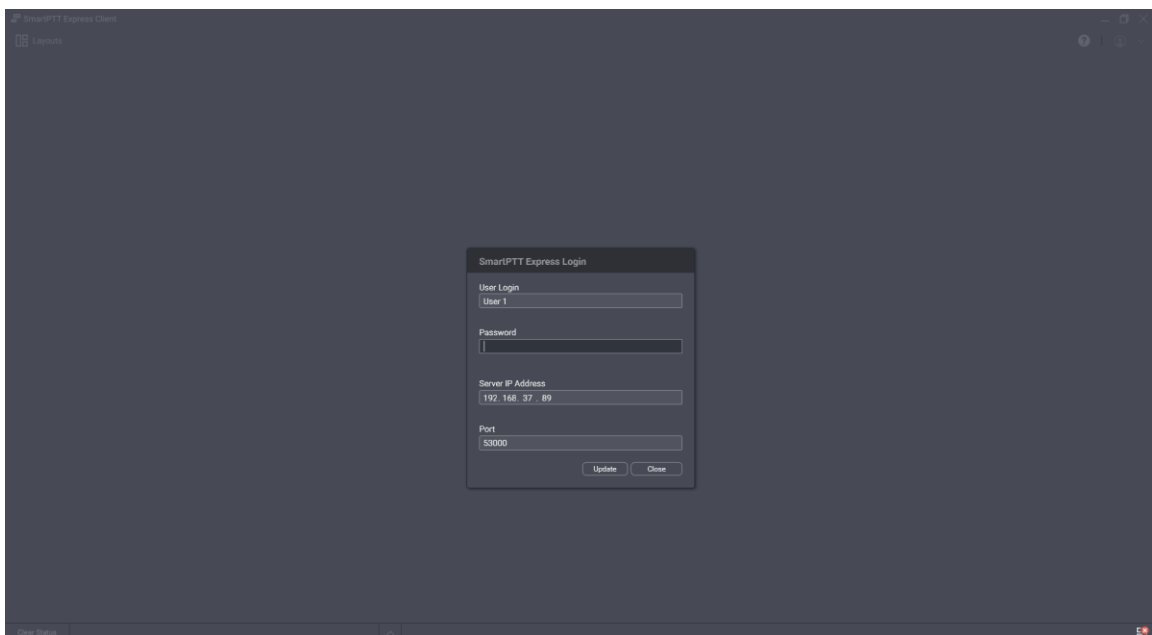 SmartPTT Express Client
Layouts
SmartPTT Express Login
User Login
User 1
Password
Server IP Address
192. 168. 37 . 89
Port
53000
Update Close
Clear Status